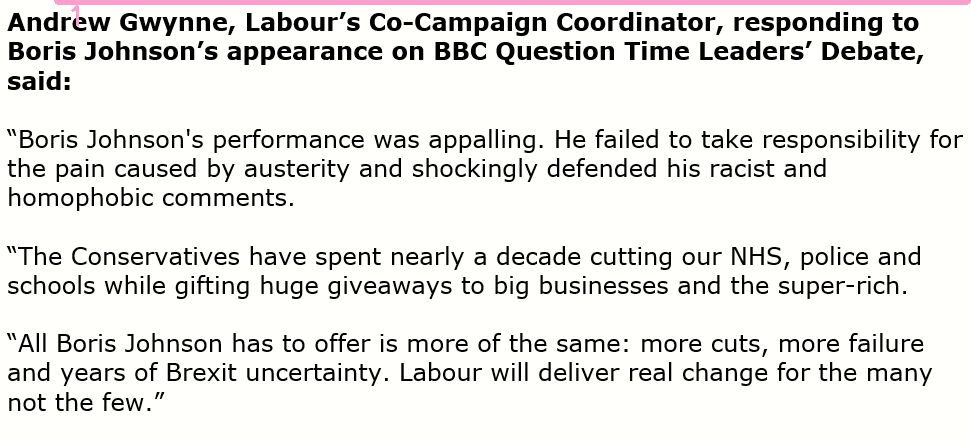 Andrew Gwynne, Labour’s Co-Campaign Coordinator, responding to
Boris Johnson’s appearance on BBC Question Time Leaders’ Debate,
said:
“Boris Johnson's performance was appalling. He failed to take responsibility for
the pain caused by austerity and shockingly defended his racist and
homophobic comments.
“The Conservatives have spent nearly a decade cutting our NHS, police and
schools while gifting huge giveaways to big businesses and the super-rich.
“All Boris Johnson has to offer is more of the same: more cuts, more failure
and years of Brexit uncertainty. Labour will deliver real change for the many
not the few.”